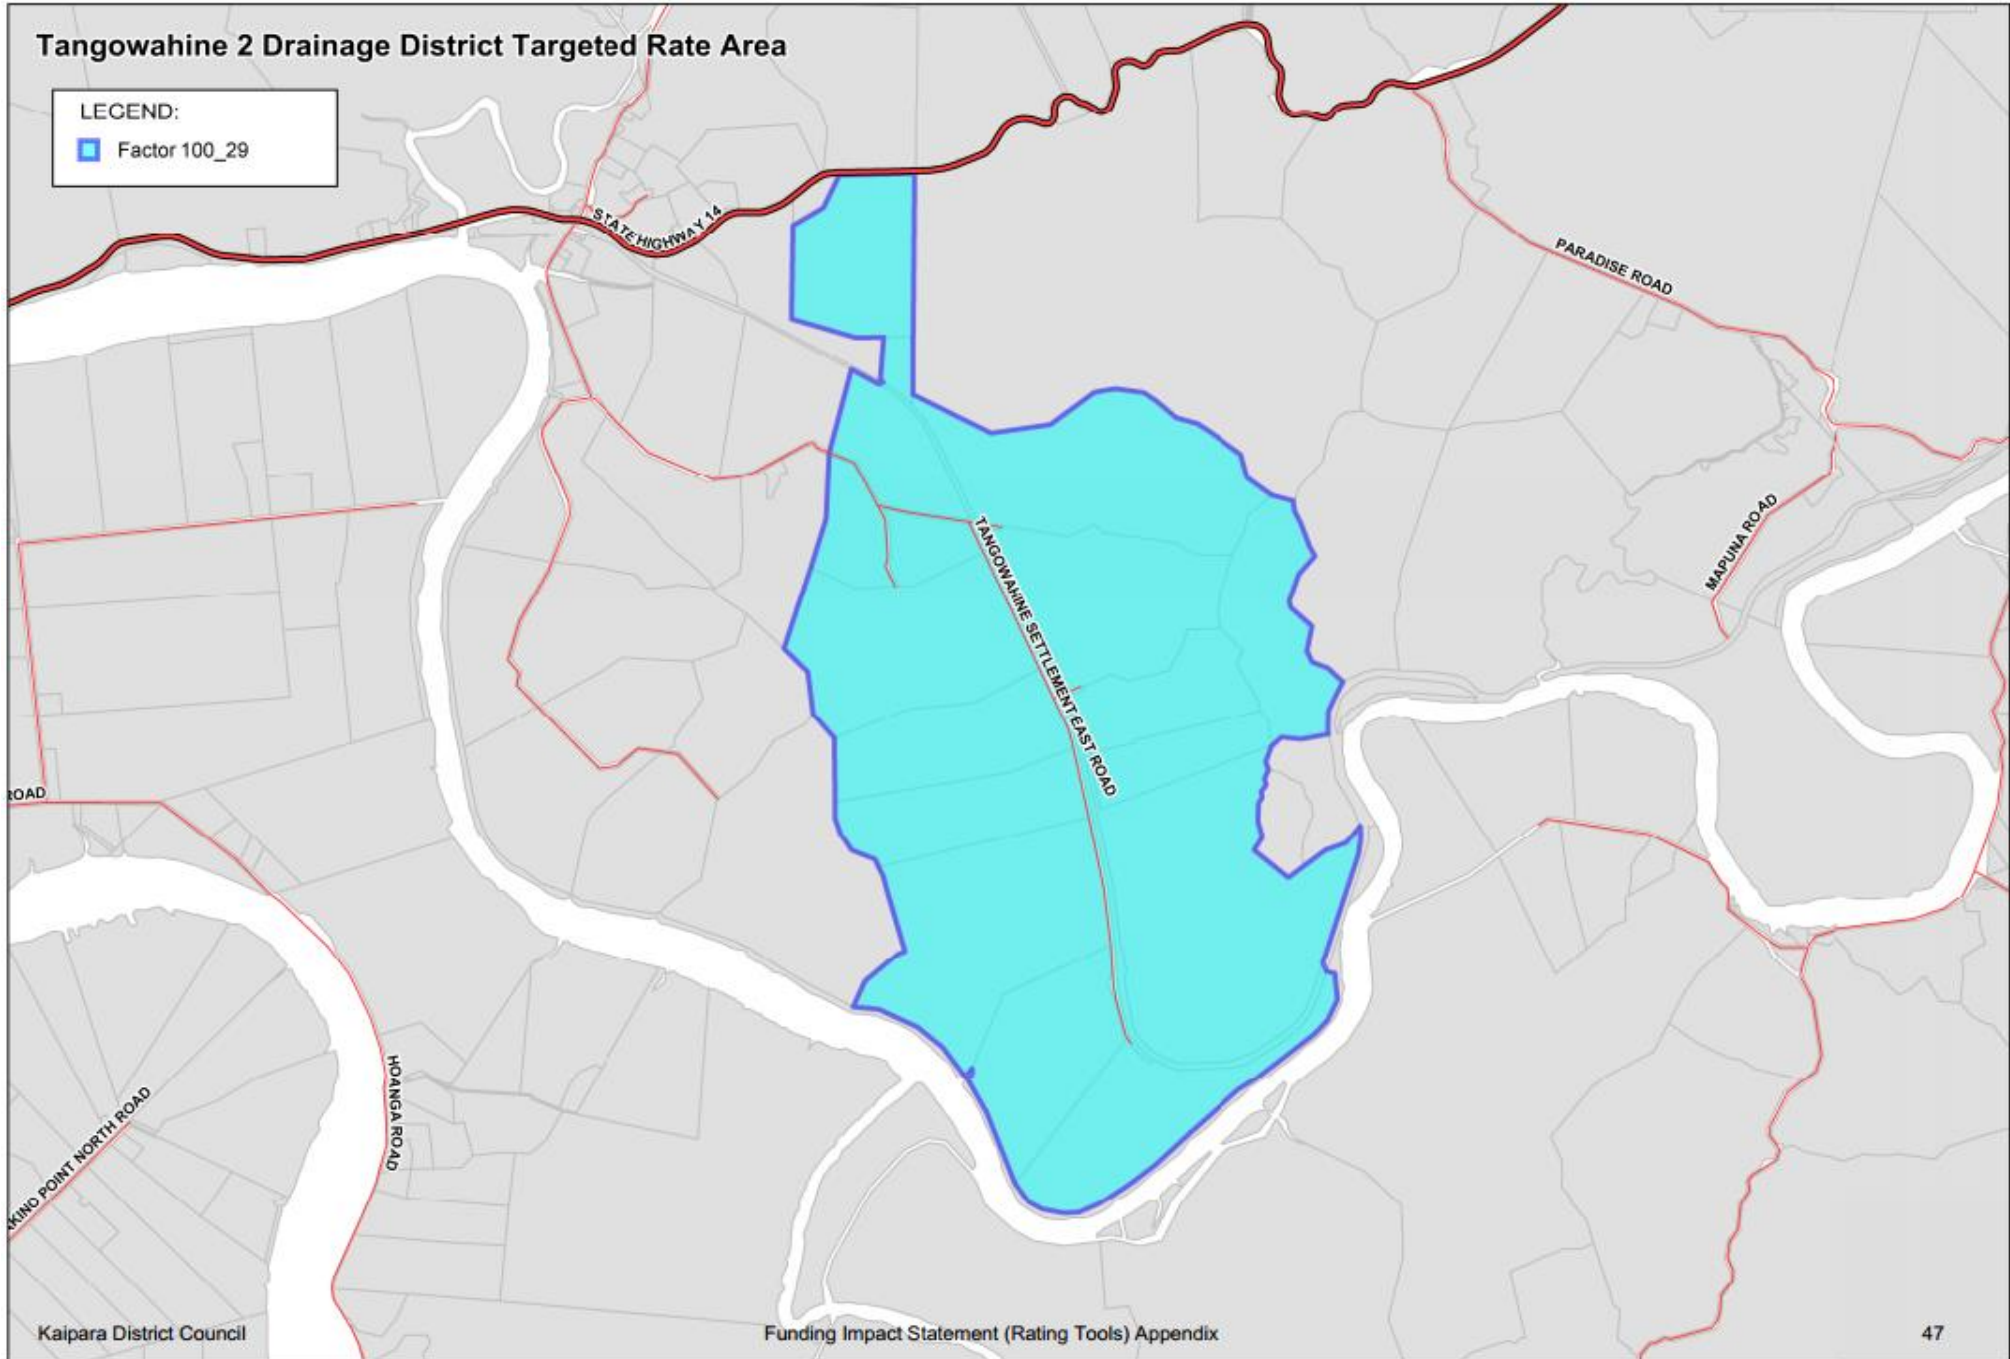 Tangowahine 2 Drainage District Targeted Rate Area
LEGEND:
Factor 100_29
STATE HIGHWAY 14
PARADISE ROAD
MAPUNA ROAD
TANGOWAHINE SETTLEMENT EAST ROAD
ROAD
HOANGA ROAD
POINT NORTH ROAD
Kaipara District Council
Funding Impact Statement (Rating Tools) Appendix
47